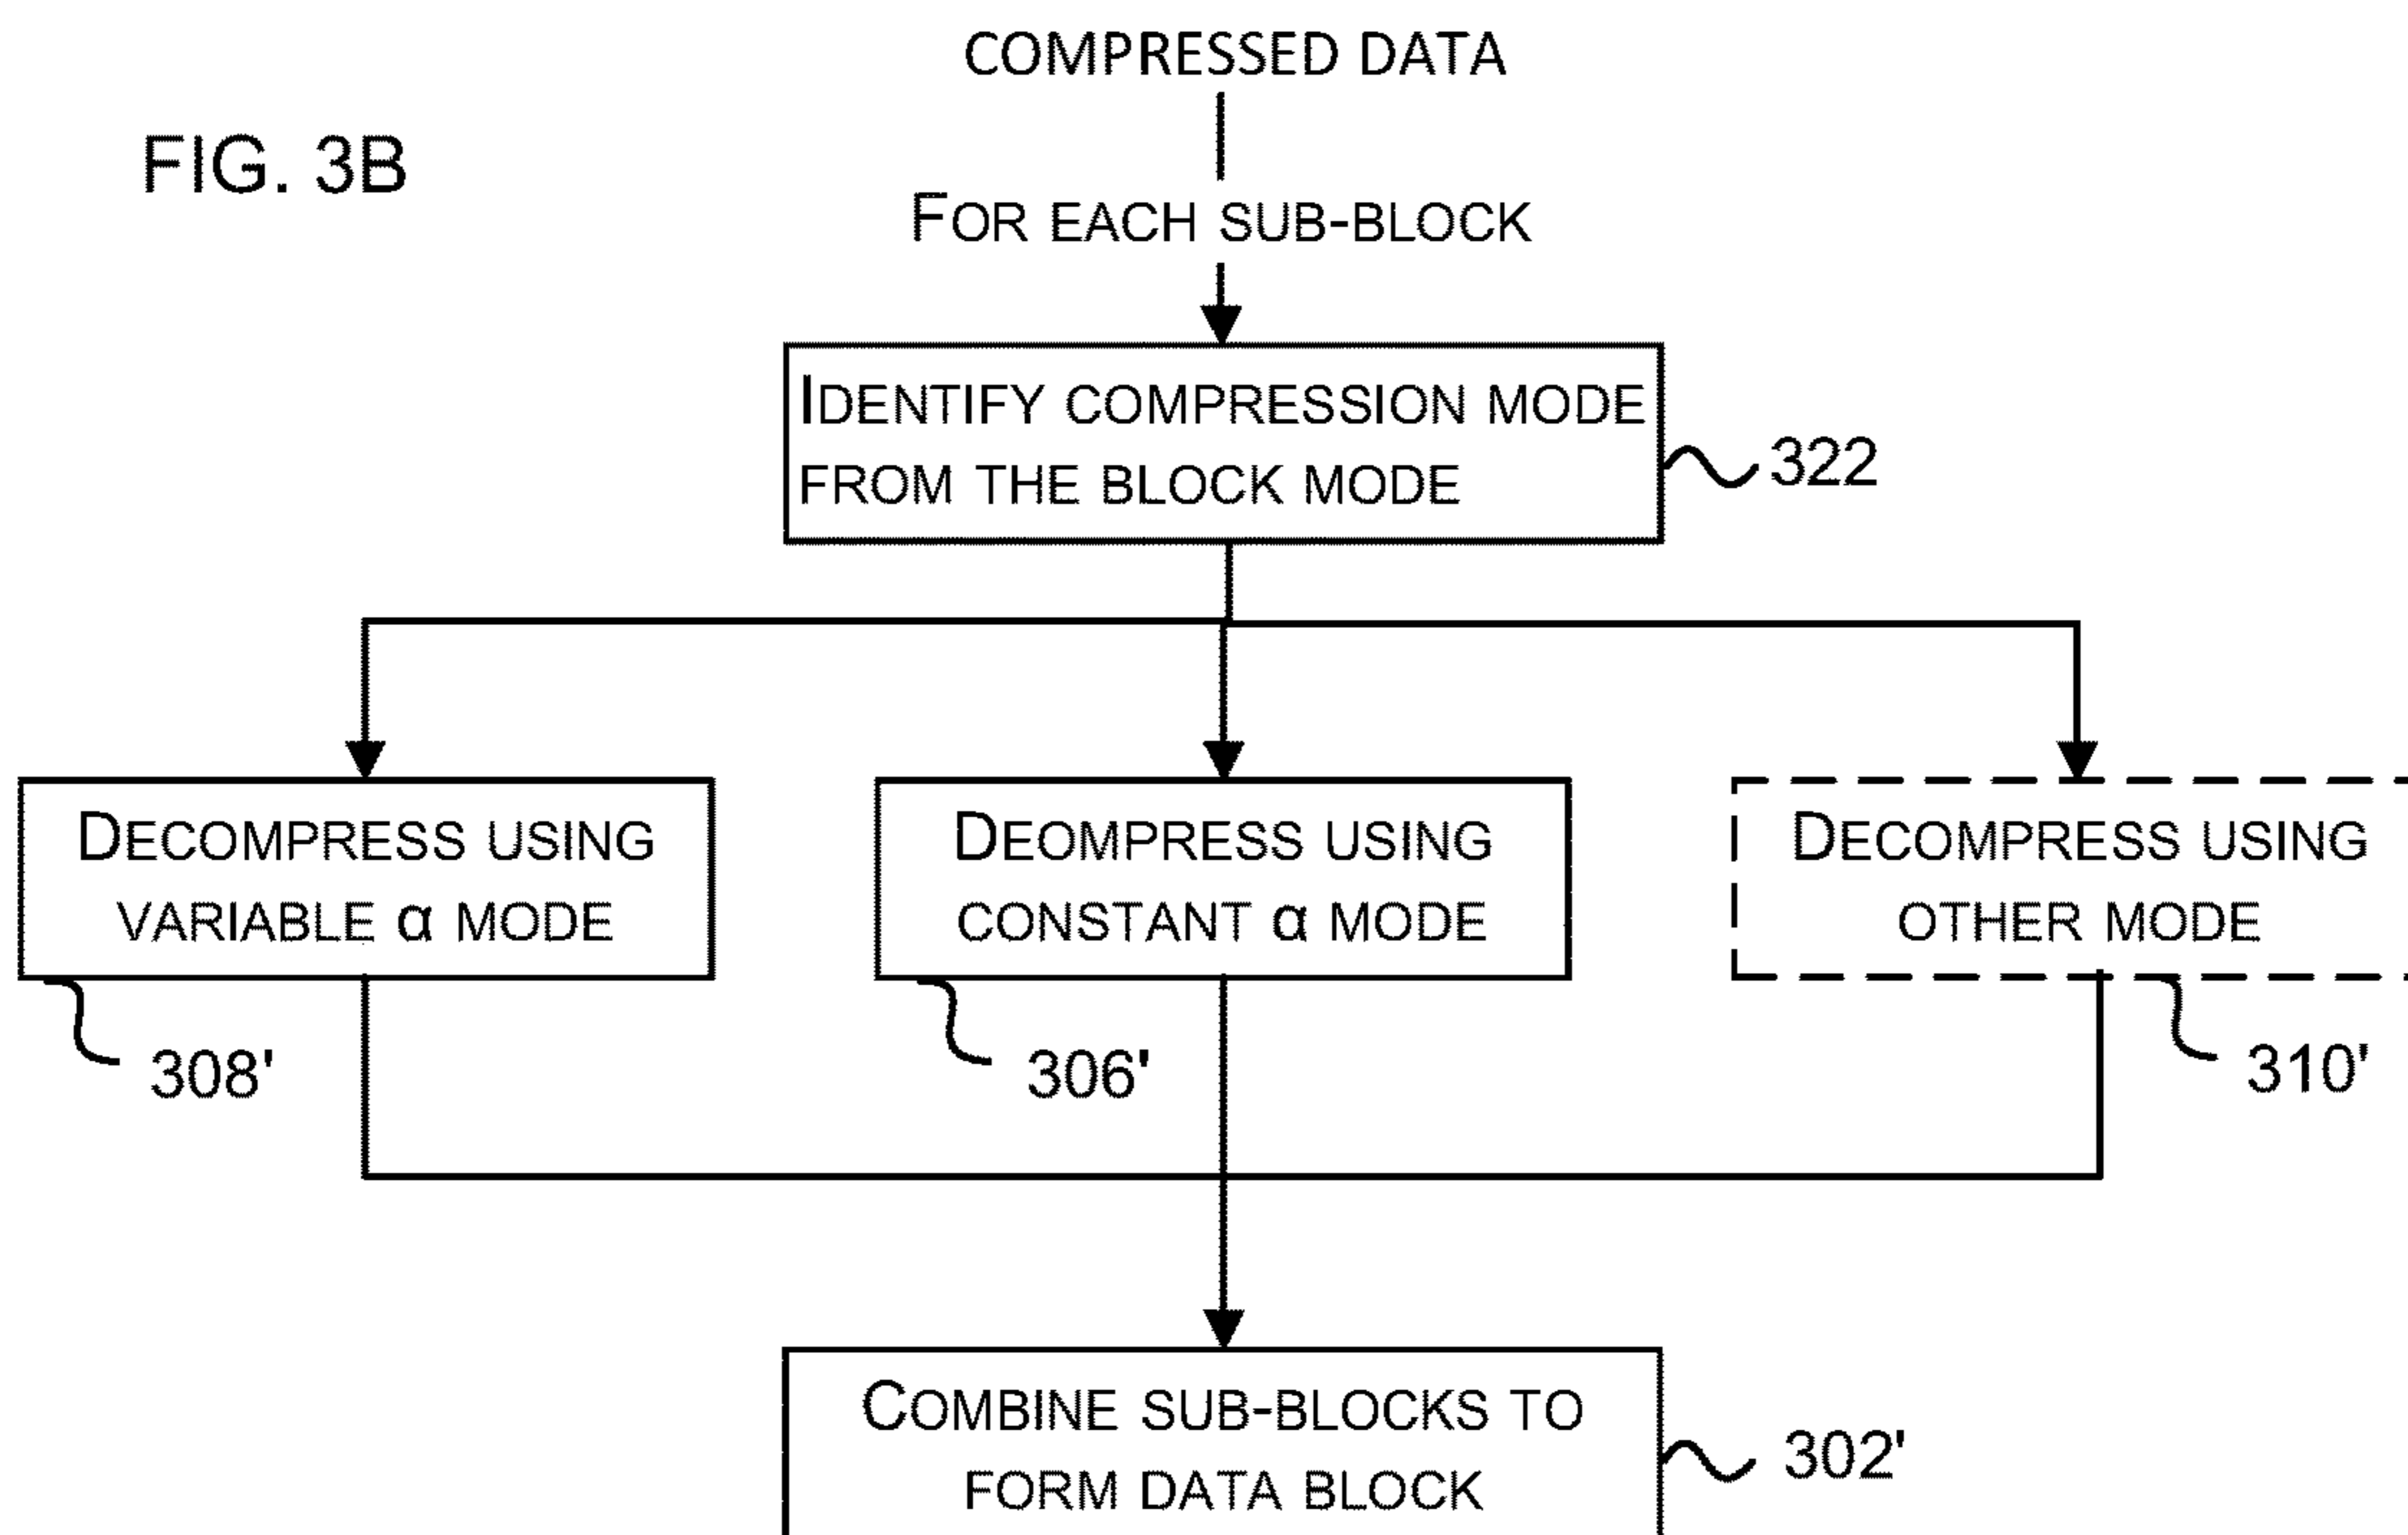 COMPRESSED DATA
FIG. 3B
FOR EACH SUB-BLOCK
IDENTIFY COMPRESSION MODE
FROM THE BLOCK MODE
322
DECOMPRESS USING
VARIABLE α MODE
308'
DEOMPRESS USING
CONSTANT α MODE
306'
DECOMPRESS USING
OTHER MODE
310'
COMBINE SUB-BLOCKS TO
FORM DATA BLOCK
302'